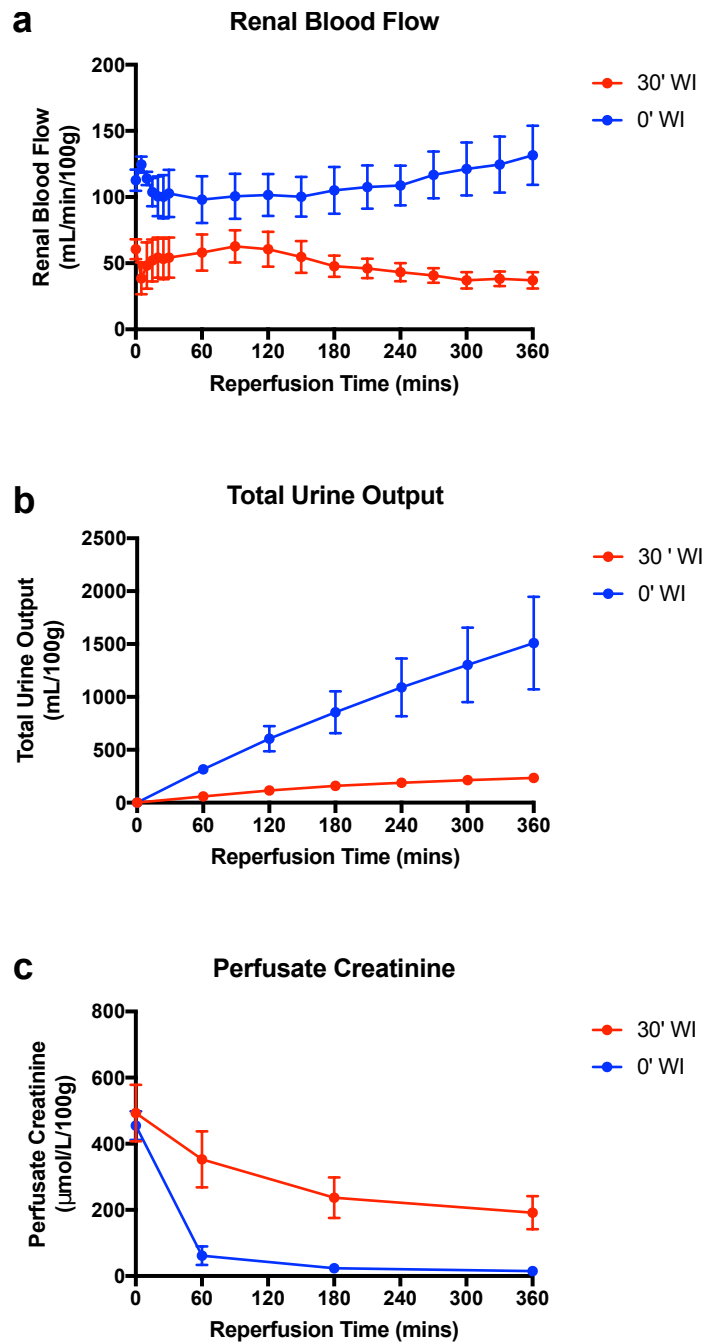 a
Renal Blood Flow
200
150
100
50
0
0 60 120 180 240 300 360
Renal Blood Flow
(mL/min/100g)
Reperfusion Time (mins)
30' WI
0' WI
b
Total Urine Output
2500
2000
1500
1000
500
0
0 60 120 180 240 300 360
Total Urine Output
(mL/100g)
Reperfusion Time (mins)
30 ' WI
0' WI
c
Perfusate Creatinine
800
600
400
200
0
0 60 120 180 240 300 360
Perfusate Creatinine
(μmol/L/100g)
Reperfusion Time (mins)
30' WI
0' WI